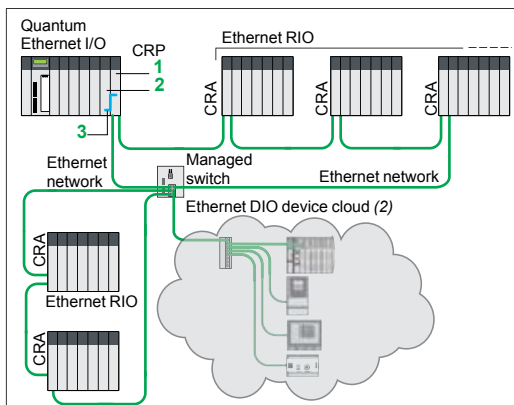 Quantum
Ethernet I/O
CRP
1
2
3
Ethernet RIO
CRA
CRA
CRA
Ethernet
network
Managed
switch
Ethernet network
Ethernet DIO device cloud (2)
CRA
Ethernet RIO
CRA